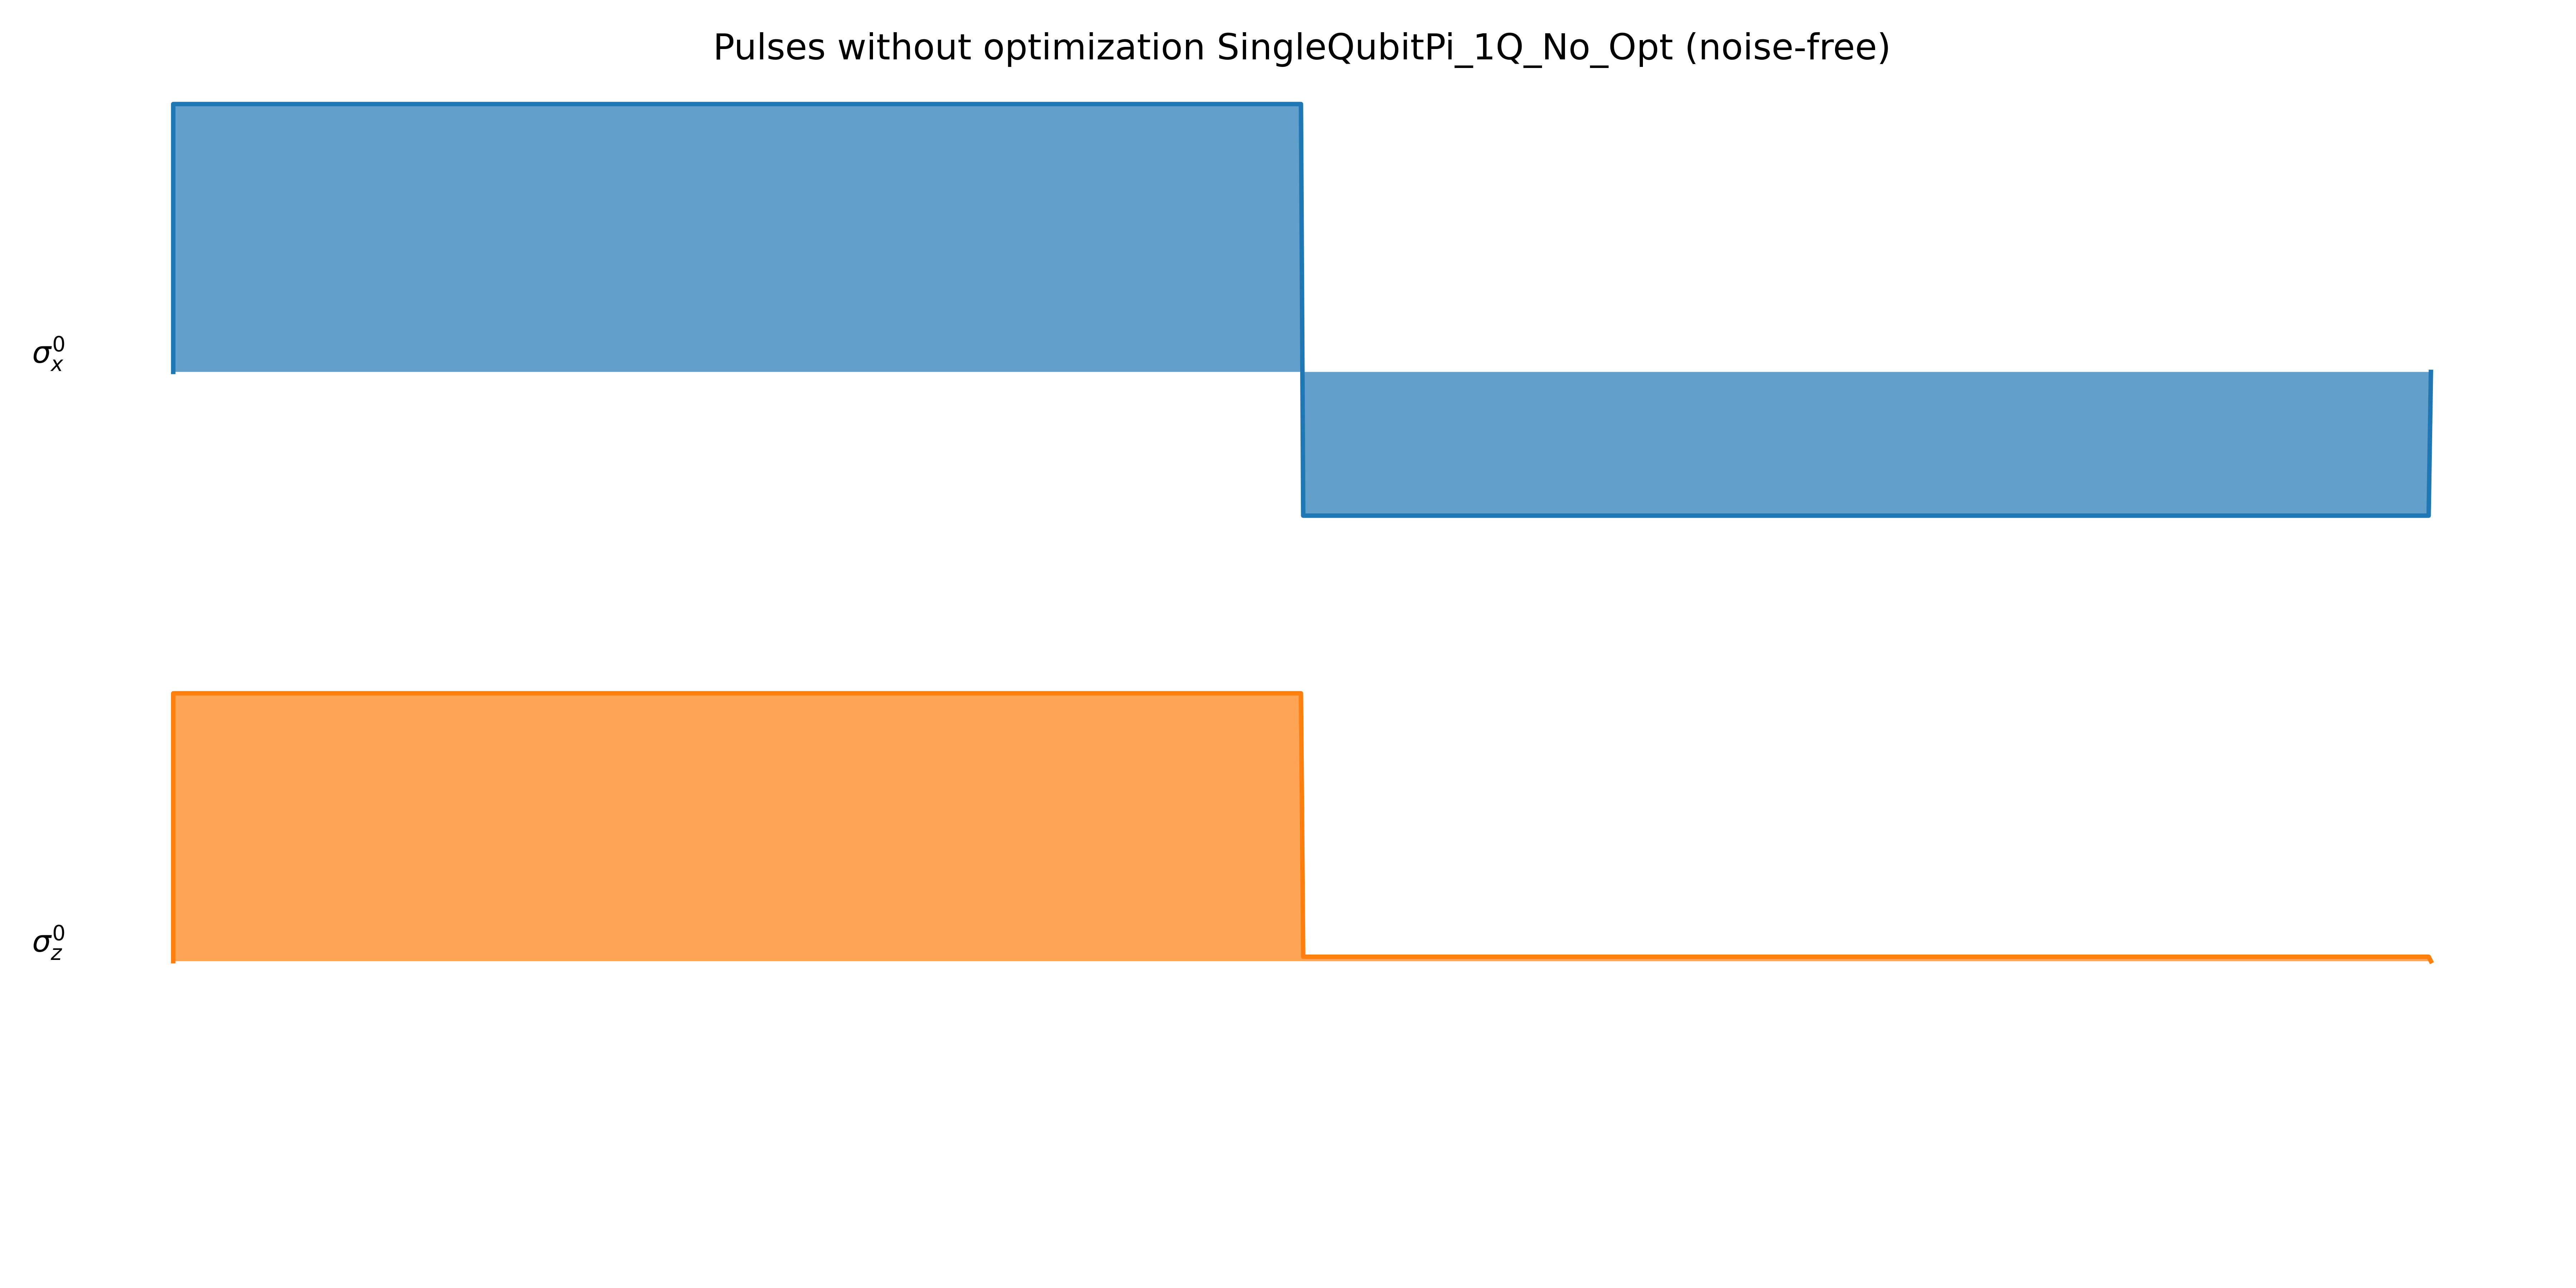 Pulses without optimization SingleQubitPi_1Q_No_Opt (noise-free)
σ_x^0
σ_z^0